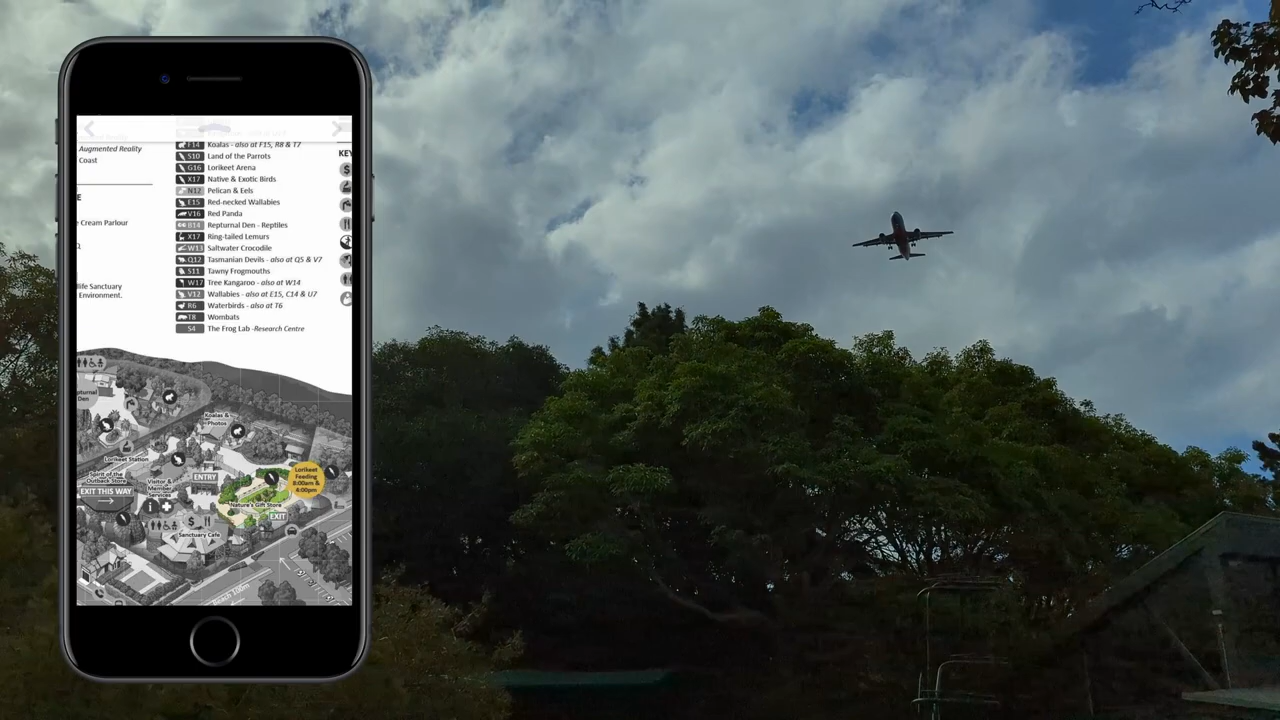 Augmented Reality
Coast
E
Cream Parlour
life Sanctuary
Environment.
F14 Koalas - also at F15, R8 & T7
S10 Land of the Parrots
G16 Lorikeet Arena
X17 Native & Exotic Birds
N12 Pelican & Eels
E15 Red-necked Wallabies
V16 Red Panda
B14 Repturnal Den - Reptiles
X17 Ring-tailed Lemurs
W13 Saltwater Crocodile
Q12 Tasmanian Devils - also at Q5 & V7
S11 Tawny Frogmouths
W17 Tree Kangaroo - also at W14
V12 Wallabies - also at E15, C14 & U7
R6 Waterbirds - also at T6
T8 Wombats
S4 The Frog Lab -Research Centre
KEY
Den
Koalas &
Photos
Lorikeet Station
Spirit of the
Outback Store
EXIT THIS WAY
Visitor &
Member
Services
ENTRY
Lorikeet
Feeding
8:00am &
4:00pm
Nature's Gift Store
EXIT
Sanctuary Cafe
Beach 100m